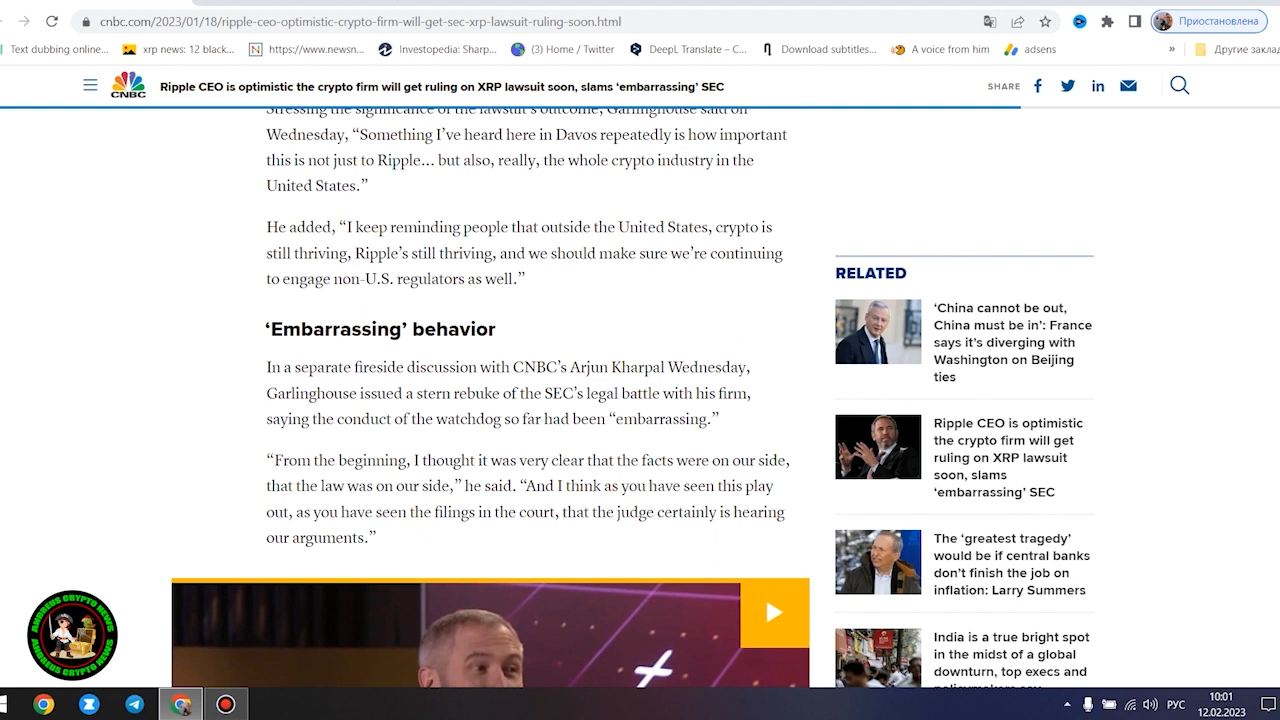 cnbc.com/2023/01/18/ripple-ceo-optimistic-crypto-firm-will-get-sec-xrp-lawsuit-ruling-soon.html
Приостановлена
Text dubbing online...
xrp news: 12 black...
https://www.newsn...
Investopedia: Sharp...
(3) Home / Twitter
DeepL Translate – C...
Download subtitles...
A voice from him
adsens
»
Другие закла
CNBC
Ripple CEO is optimistic the crypto firm will get ruling on XRP lawsuit soon, slams ‘embarrassing’ SEC
SHARE
Stressing the significance of the lawsuit’s outcome, Garlinghouse said on
Wednesday, “Something I’ve heard here in Davos repeatedly is how important
this is not just to Ripple… but also, really, the whole crypto industry in the
United States.”
He added, “I keep reminding people that outside the United States, crypto is
still thriving, Ripple’s still thriving, and we should make sure we’re continuing
to engage non-U.S. regulators as well.”
‘Embarrassing’ behavior
In a separate fireside discussion with CNBC’s Arjun Kharpal Wednesday,
Garlinghouse issued a stern rebuke of the SEC’s legal battle with his firm,
saying the conduct of the watchdog so far had been “embarrassing.”
“From the beginning, I thought it was very clear that the facts were on our side,
that the law was on our side,” he said. “And I think as you have seen this play
out, as you have seen the filings in the court, that the judge certainly is hearing
our arguments.”
RELATED
‘China cannot be out,
China must be in’: France
says it’s diverging with
Washington on Beijing
ties
Ripple CEO is optimistic
the crypto firm will get
ruling on XRP lawsuit
soon, slams
‘embarrassing’ SEC
The ‘greatest tragedy’
would be if central banks
don’t finish the job on
inflation: Larry Summers
India is a true bright spot
in the midst of a global
downturn, top execs and
policymakers say
CRYPTO NEWS
CRYPTO NEWS
РУС
10:01
12.02.2023